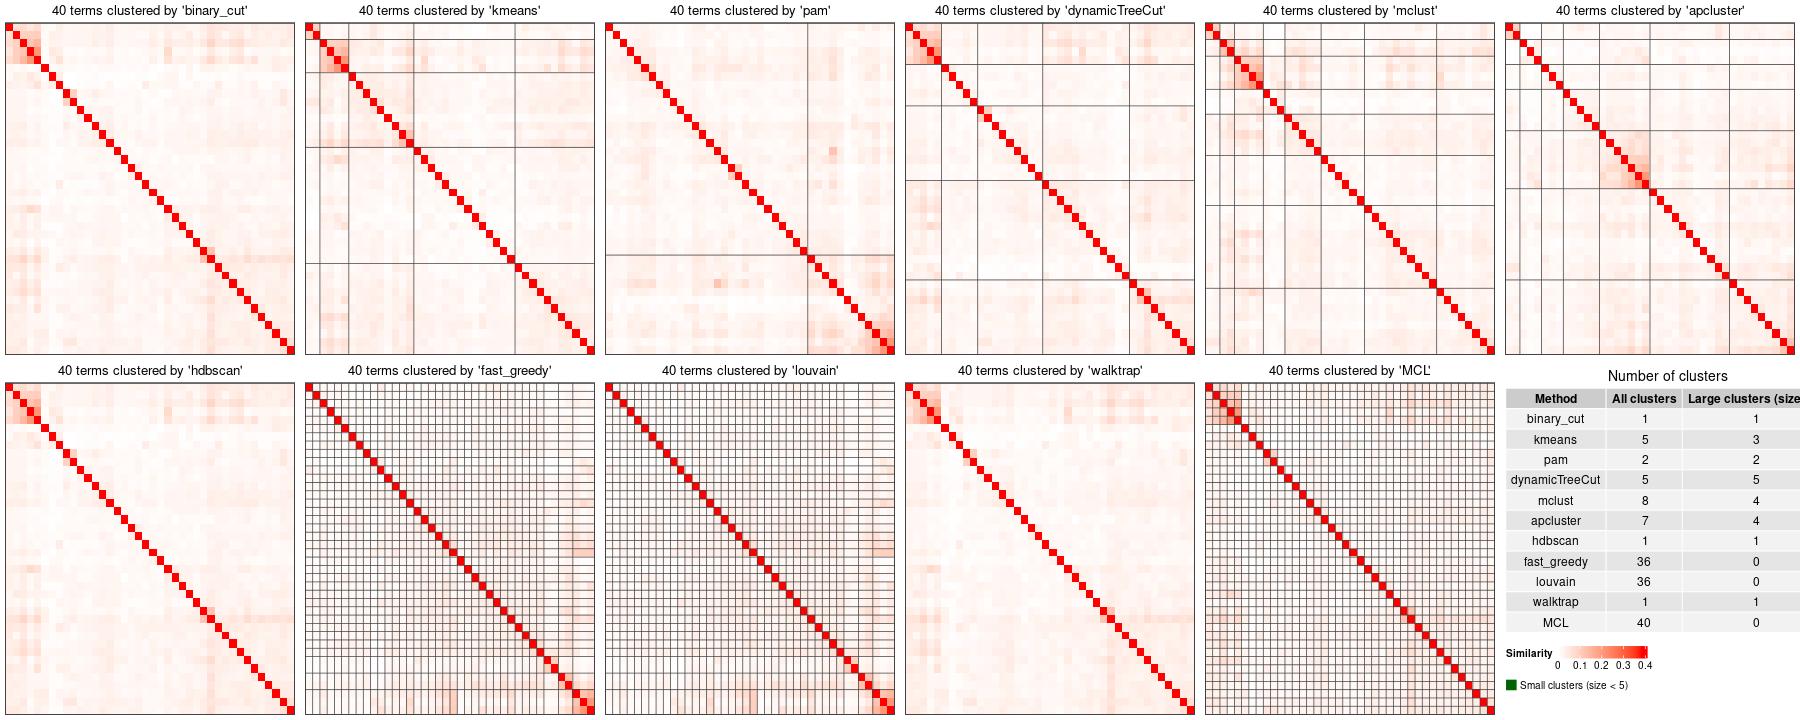 40 terms clustered by 'binary_cut'
40 terms clustered by 'kmeans'
40 terms clustered by 'pam'
40 terms clustered by 'dynamicTreeCut'
40 terms clustered by 'mclust'
40 terms clustered by 'apcluster'
40 terms clustered by 'hdbscan'
40 terms clustered by 'fast_greedy'
40 terms clustered by 'louvain'
40 terms clustered by 'walktrap'
40 terms clustered by 'MCL'
Number of clusters
Method All clusters Large clusters (size
binary_cut 1 1
kmeans 5 3
pam 2 2
dynamicTreeCut 5 5
mclust 8 4
apcluster 7 4
hdbscan 1 1
fast_greedy 36 0
louvain 36 0
walktrap 1 1
MCL 40 0
Similarity
0 0.1 0.2 0.3 0.4
Small clusters (size < 5)